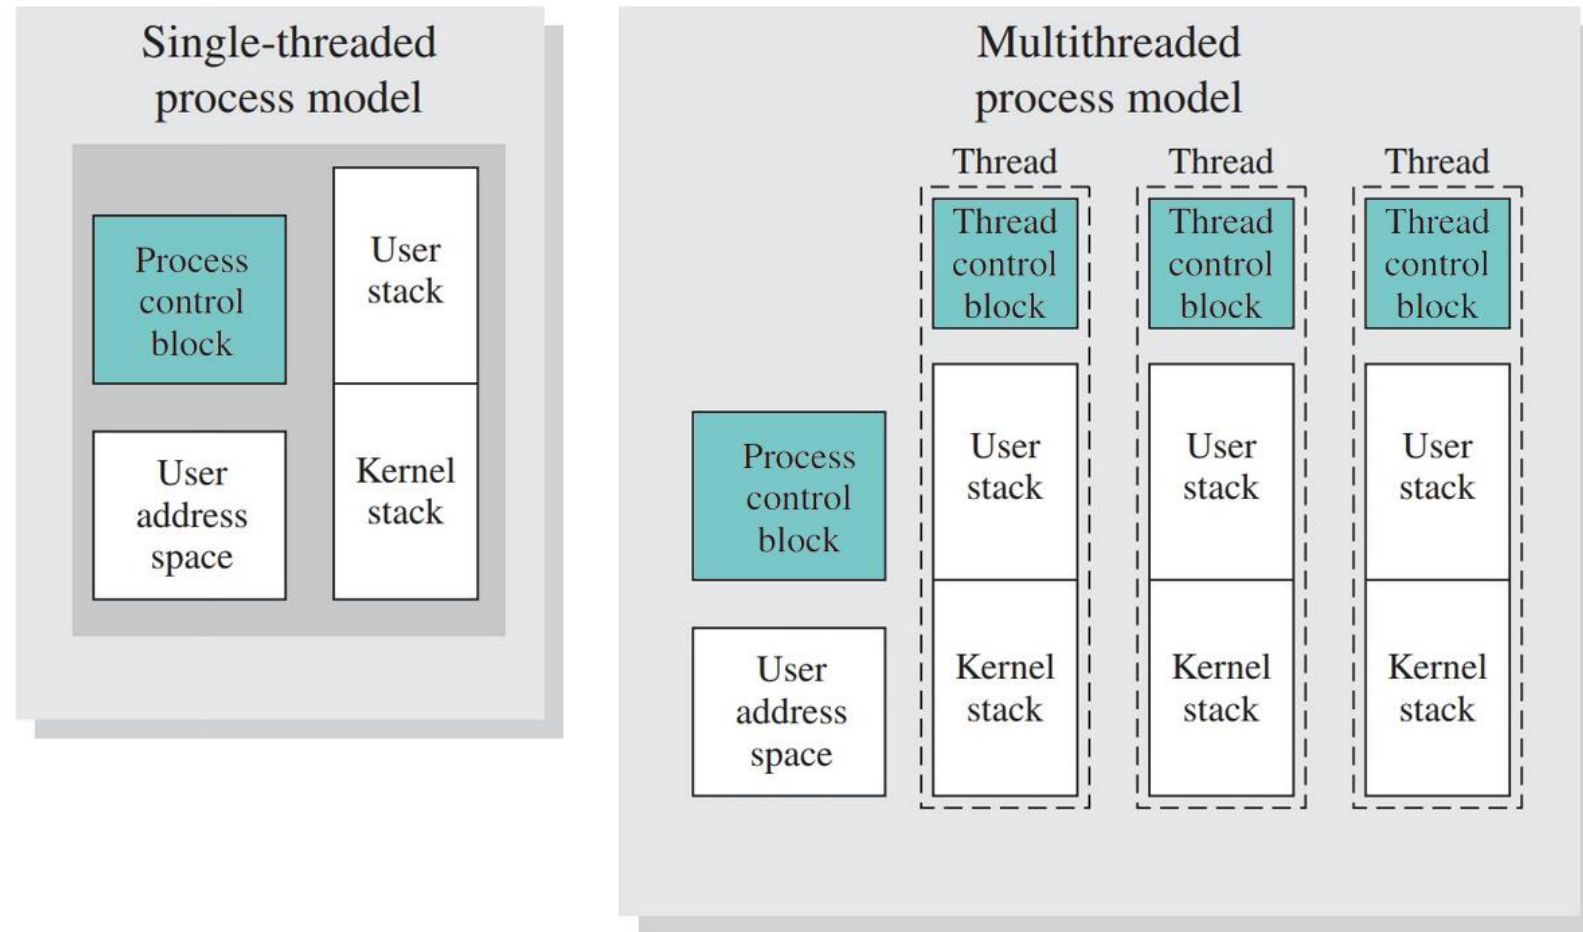 Single-threaded
process model
Process
control
block
User
stack
User
address
space
Kernel
stack
Multithreaded
process model
Thread
Thread
Thread
Thread
control
block
Thread
control
block
Thread
control
block
Process
control
block
User
stack
User
stack
User
stack
User
address
space
Kernel
stack
Kernel
stack
Kernel
stack